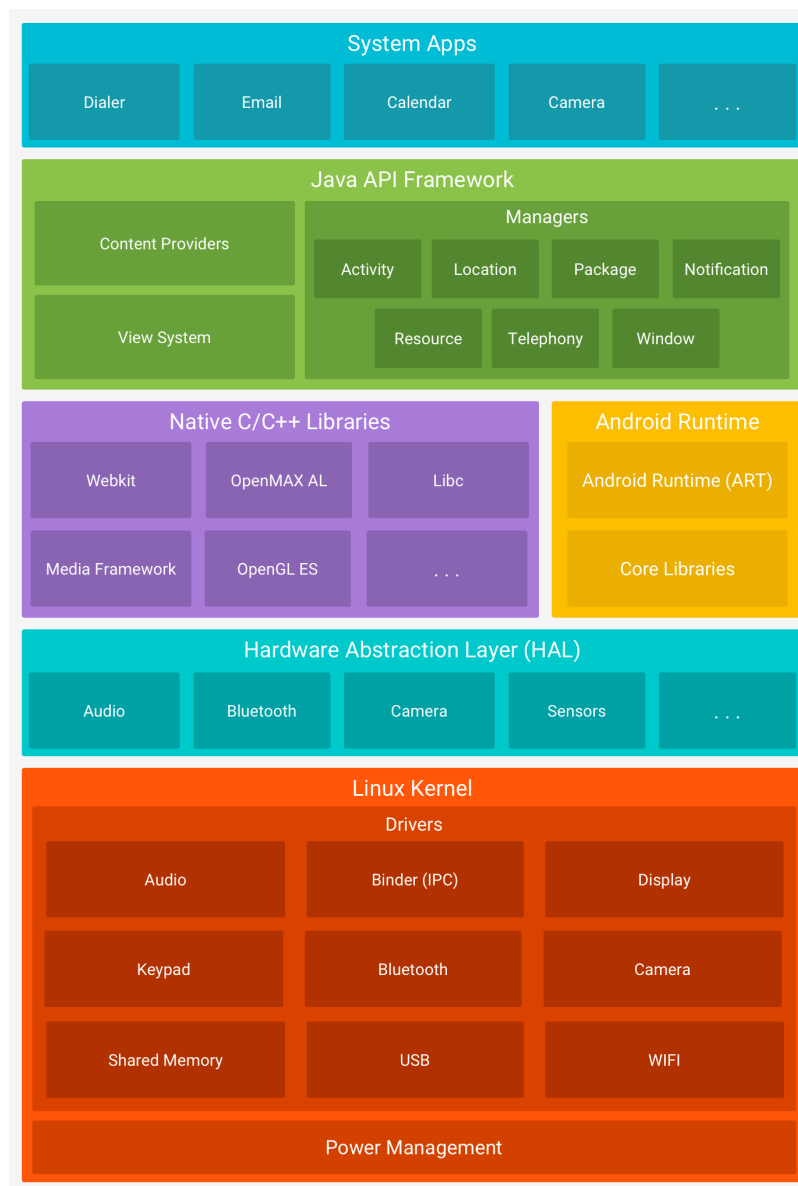 System Apps
Dialer
Email
Calendar
Camera
. . .
Java API Framework
Content Providers
View System
Managers
Activity
Location
Package
Notification
Resource
Telephony
Window
Native C/C++ Libraries
Webkit
OpenMAX AL
Libc
Media Framework
OpenGL ES
. . .
Android Runtime
Android Runtime (ART)
Core Libraries
Hardware Abstraction Layer (HAL)
Audio
Bluetooth
Camera
Sensors
. . .
Linux Kernel
Drivers
Audio
Binder (IPC)
Display
Keypad
Bluetooth
Camera
Shared Memory
USB
WIFI
Power Management